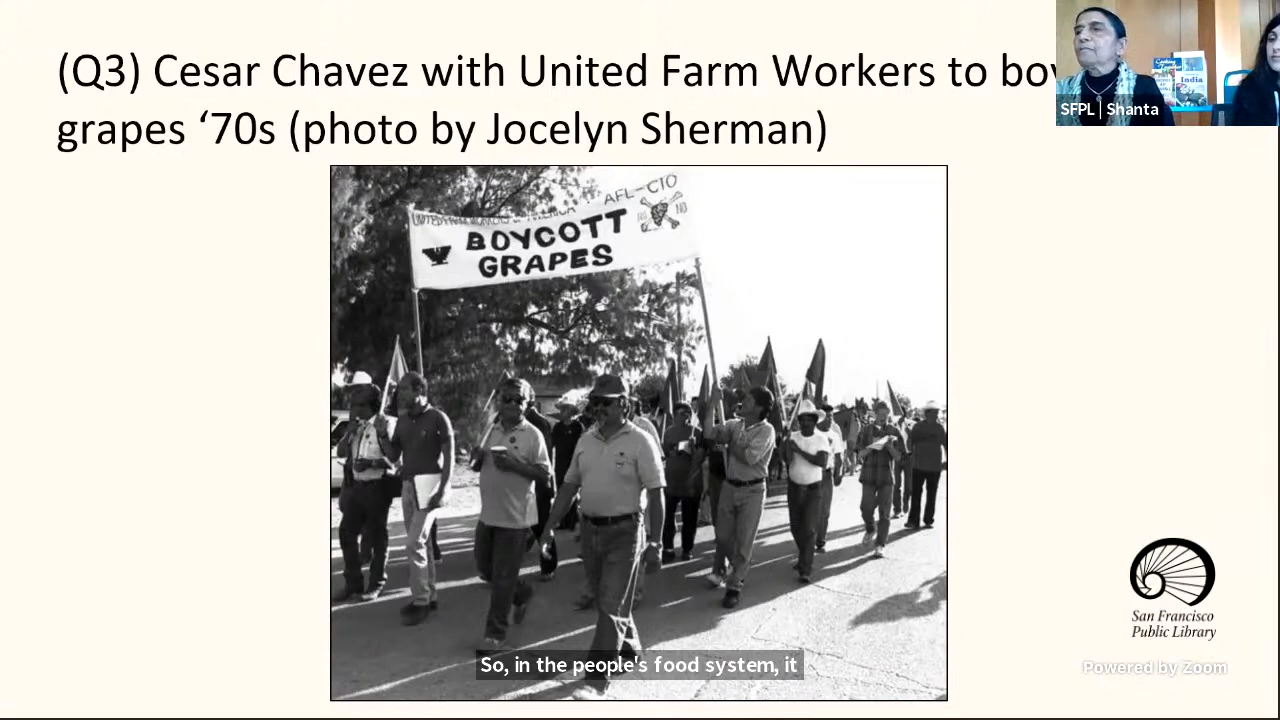 (Q3) Cesar Chavez with United Farm Workers to
grapes ‘70s (photo by Jocelyn Sherman)
SFPL | Shanta
India
AFL-CIO
BOYCOTT
GRAPES
San Francisco
Public Library
So, in the people's food system, it
Powered by Zoom